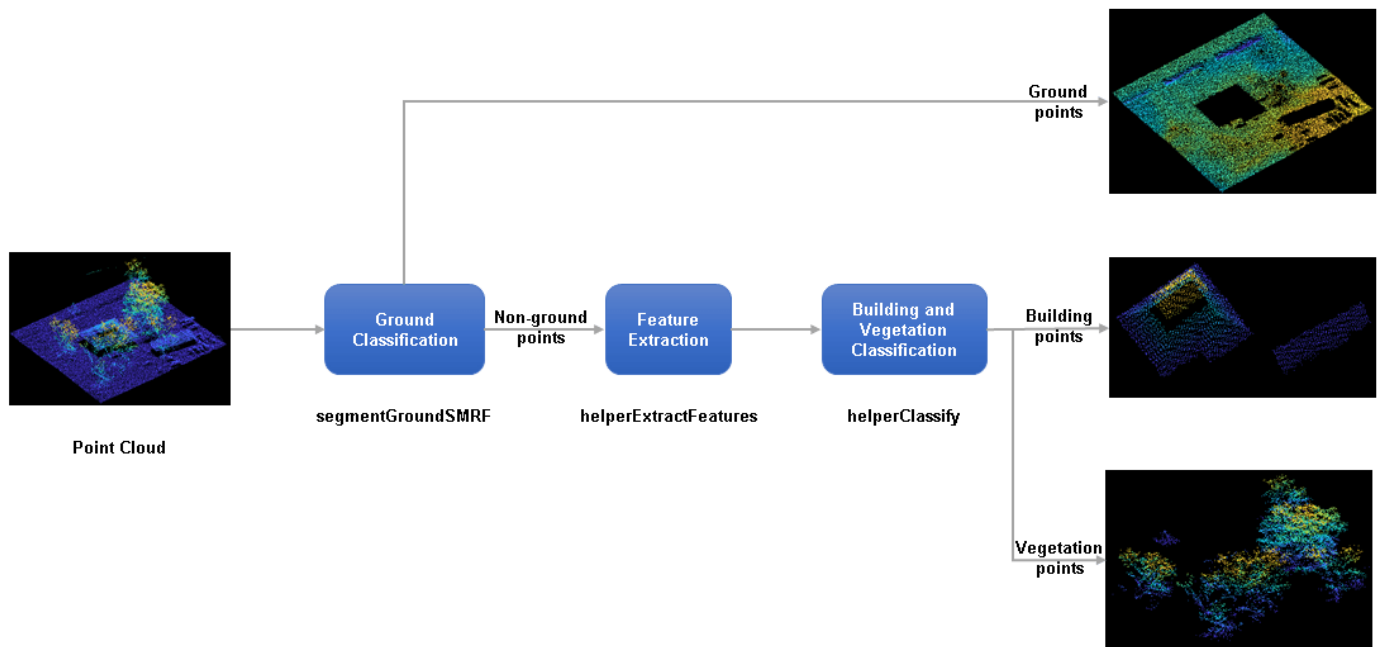 Ground
points
Point Cloud
Ground
Classification
segmentGroundSMRF
Non-ground
points
Feature
Extraction
helperExtractFeatures
Building and
Vegetation
Classification
helperClassify
Building
points
Vegetation
points